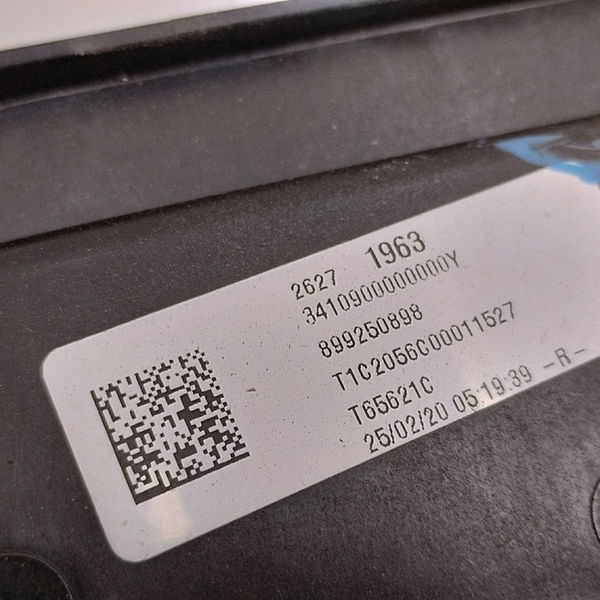 2627 1963
3410900000000Y
899250898
T1C2056C00011527
T65621C
25/02/20 05:19:39 -R-